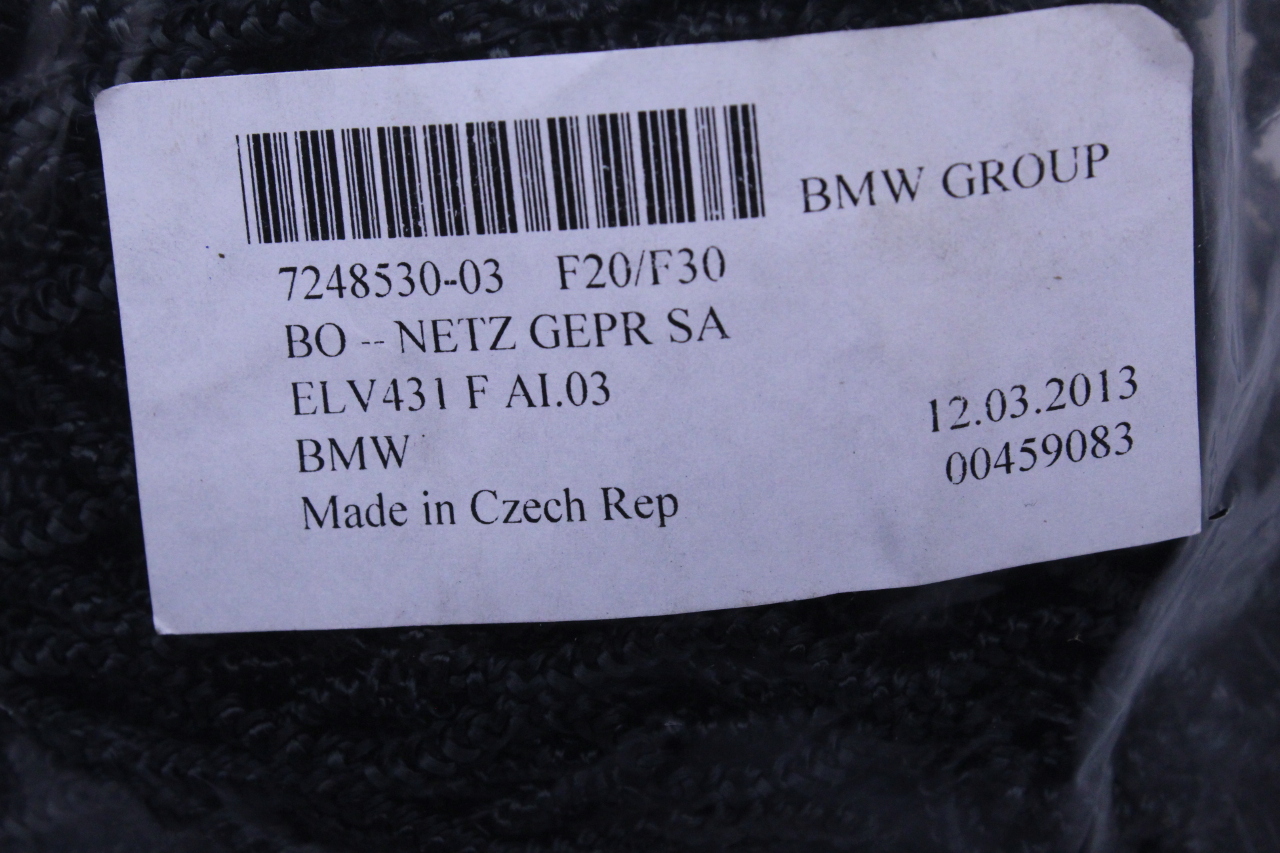 BMW GROUP
7248530-03 F20/F30
BO -- NETZ GEPR SA
ELV431 F AI.03
BMW
Made in Czech Rep
12.03.2013
00459083